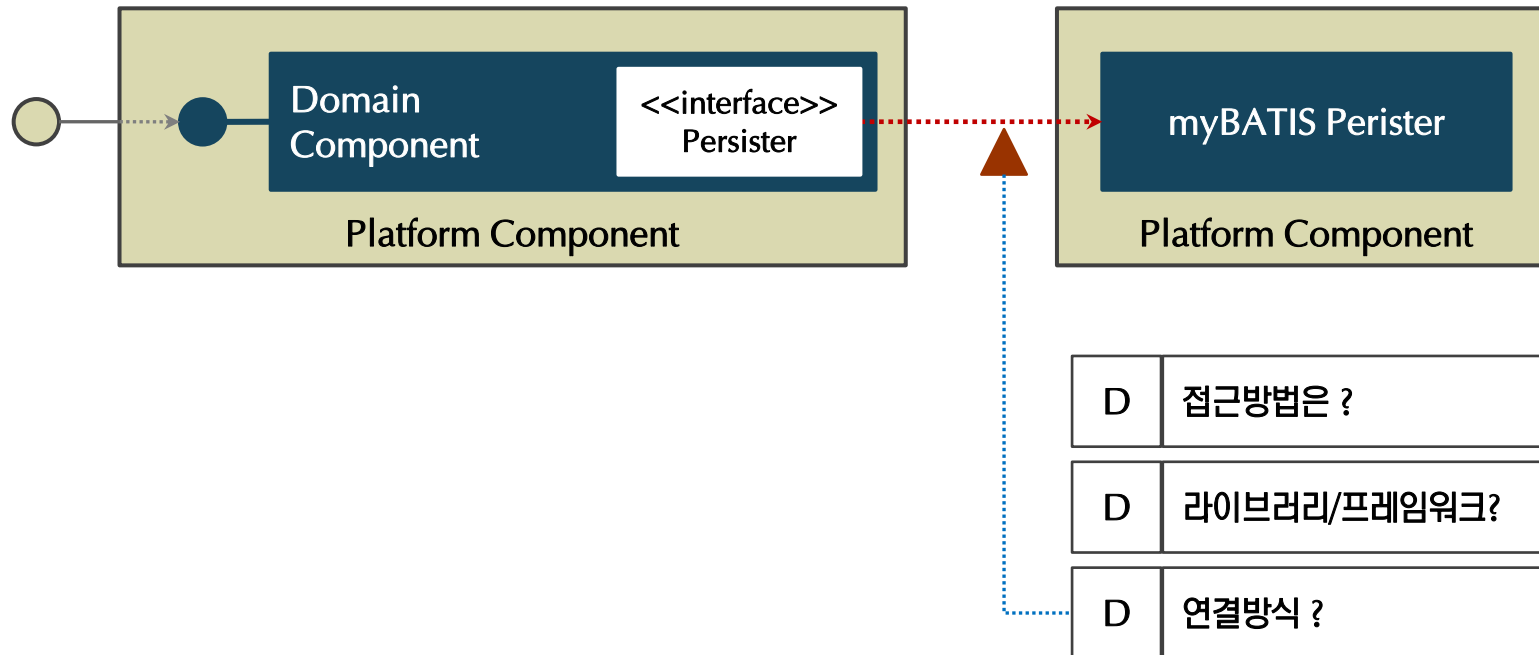 Domain
Component
<<interface>>
Persister
Platform Component
myBATIS Perister
Platform Component
D 접근방법은 ?
D 라이브러리/프레임워크?
D 연결방식 ?